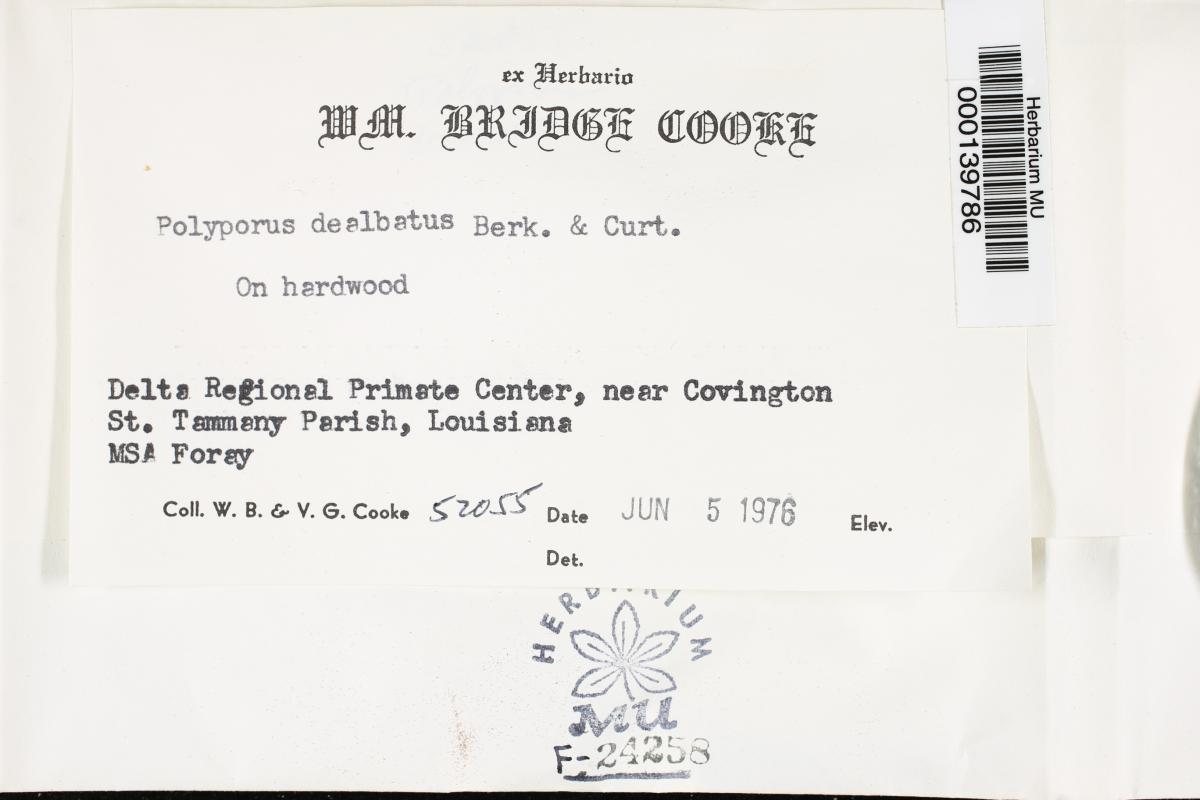 ex Herbario
WM. BRIDGE COOKE
Polyporus dealbatus Berk. & Curt.
On hardwood
Delta Regional Primate Center, near Covington
St. Tammany Parish, Louisiana
MSA Foray
Coll. W. B. & V. G. Cooke 52055 Date JUN 5 1976 Elev.
Det.
HERBARIUM
MU
F-24258
Herbarium MU
000139786